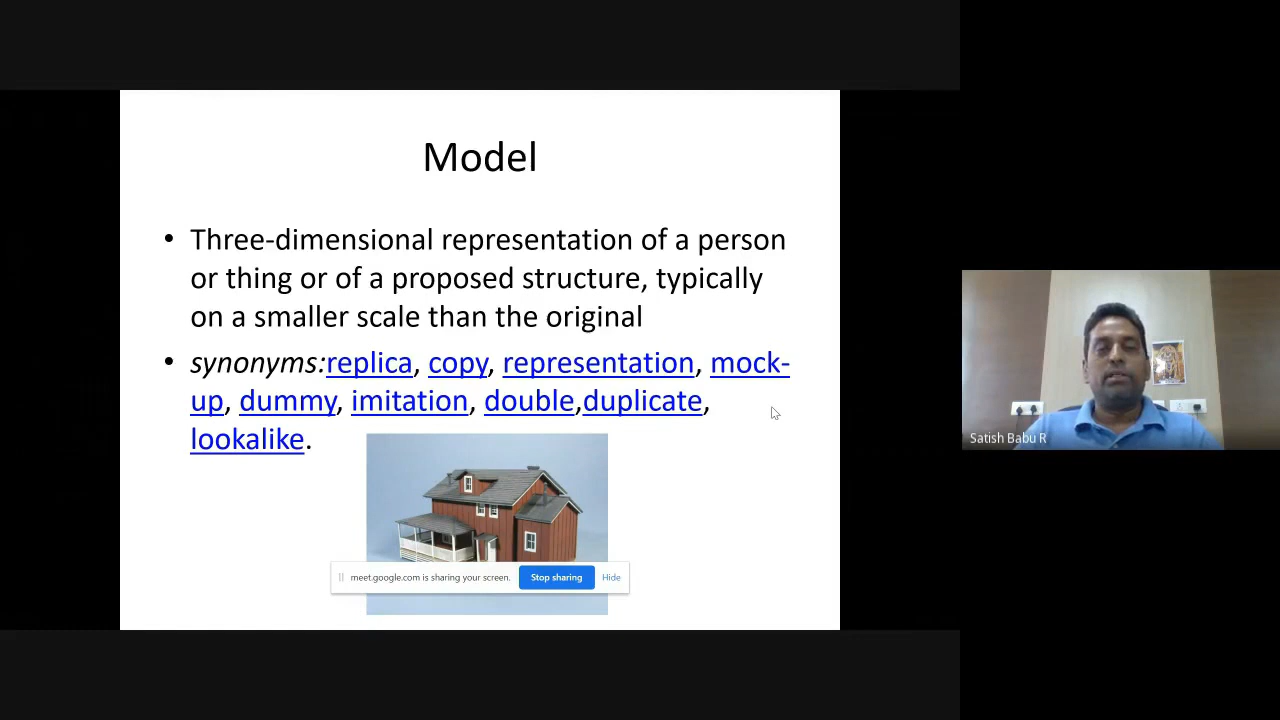 Model
• Three-dimensional representation of a person
or thing or of a proposed structure, typically
on a smaller scale than the original
• synonyms:replica, copy, representation, mock-
up, dummy, imitation, double,duplicate,
lookalike.
meet.google.com is sharing your screen. Stop sharing Hide
Satish Babu R